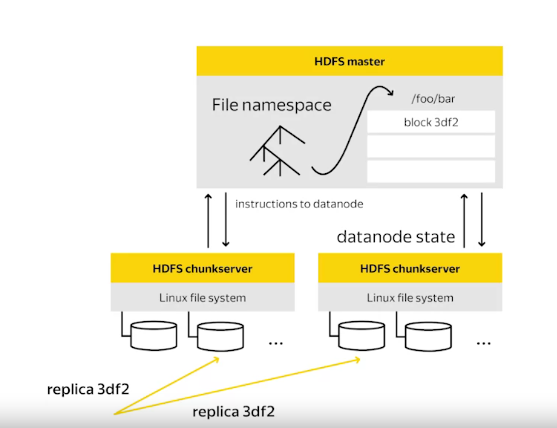 HDFS master
File namespace
/foo/bar
block 3df2
instructions to datanode
datanode state
HDFS chunkserver
HDFS chunkserver
Linux file system
Linux file system
...
...
replica 3df2
replica 3df2